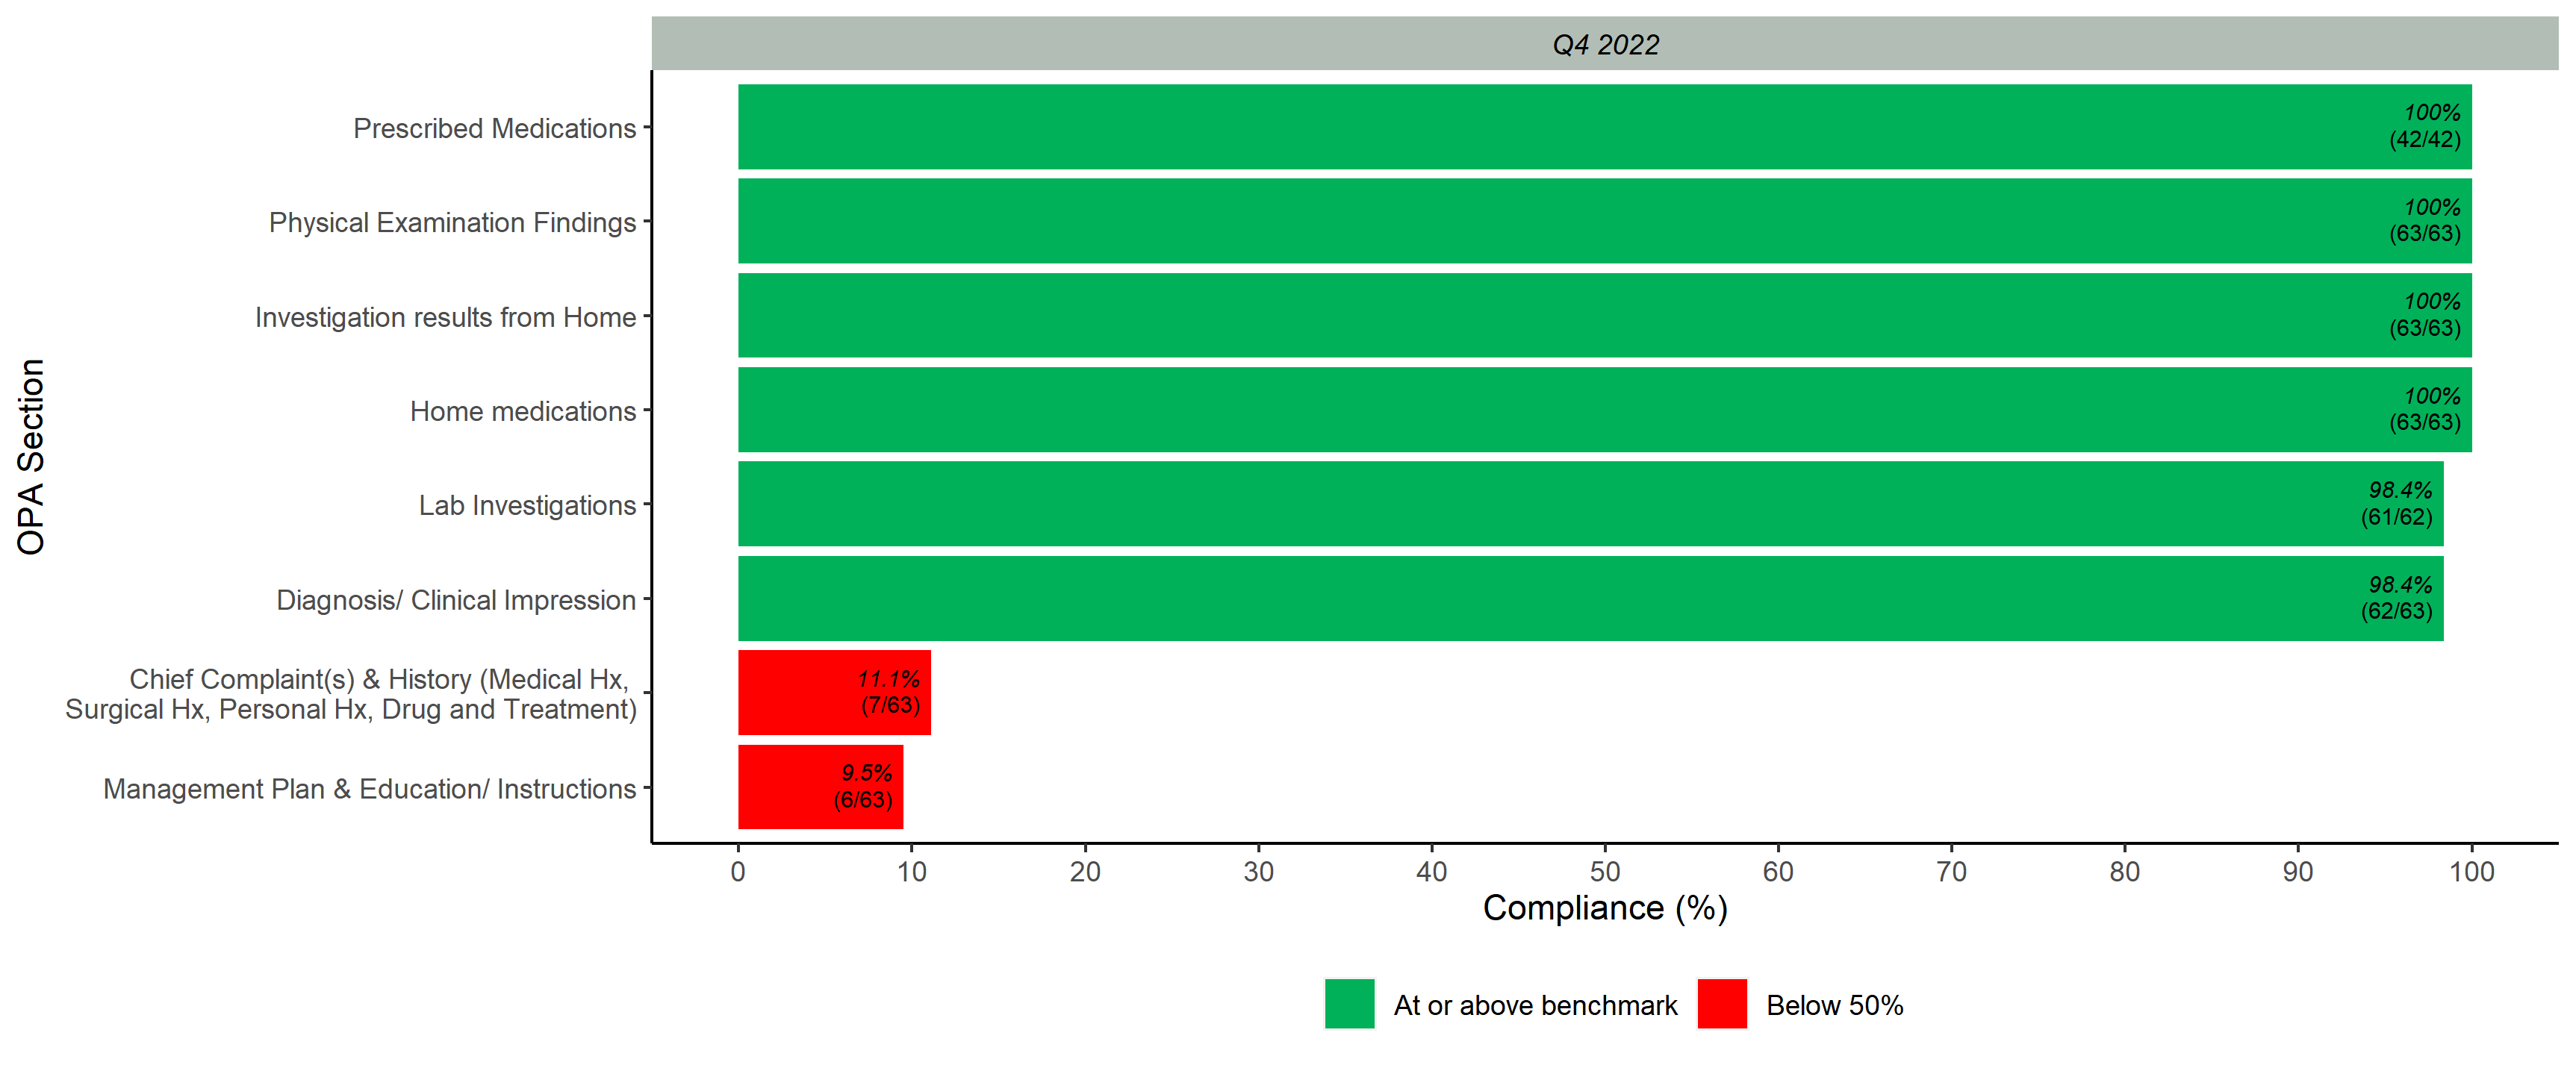 Q4 2022
OPA Section
Prescribed Medications
100%
(42/42)
Physical Examination Findings
100%
(63/63)
Investigation results from Home
100%
(63/63)
Home medications
100%
(63/63)
Lab Investigations
98.4%
(61/62)
Diagnosis/ Clinical Impression
98.4%
(62/63)
Chief Complaint(s) & History (Medical Hx,
Surgical Hx, Personal Hx, Drug and Treatment)
11.1%
(7/63)
Management Plan & Education/ Instructions
9.5%
(6/63)
0 10 20 30 40 50 60 70 80 90 100
Compliance (%)
At or above benchmark Below 50%